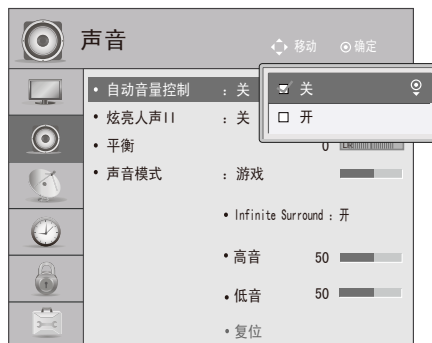 声音
移动 确定
• 自动音量控制 : 关
关
• 炫亮人声II : 关
开
• 平衡 0
• 声音模式 : 游戏
• Infinite Surround : 开
• 高音 50
• 低音 50
• 复位